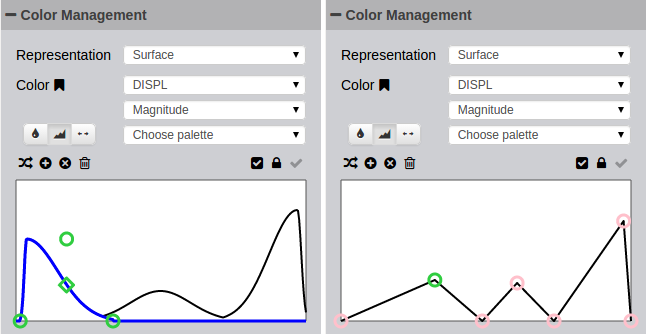 Color Management
Representation Surface
Color DISPL
Magnitude
Choose palette
Color Management
Representation Surface
Color DISPL
Magnitude
Choose palette